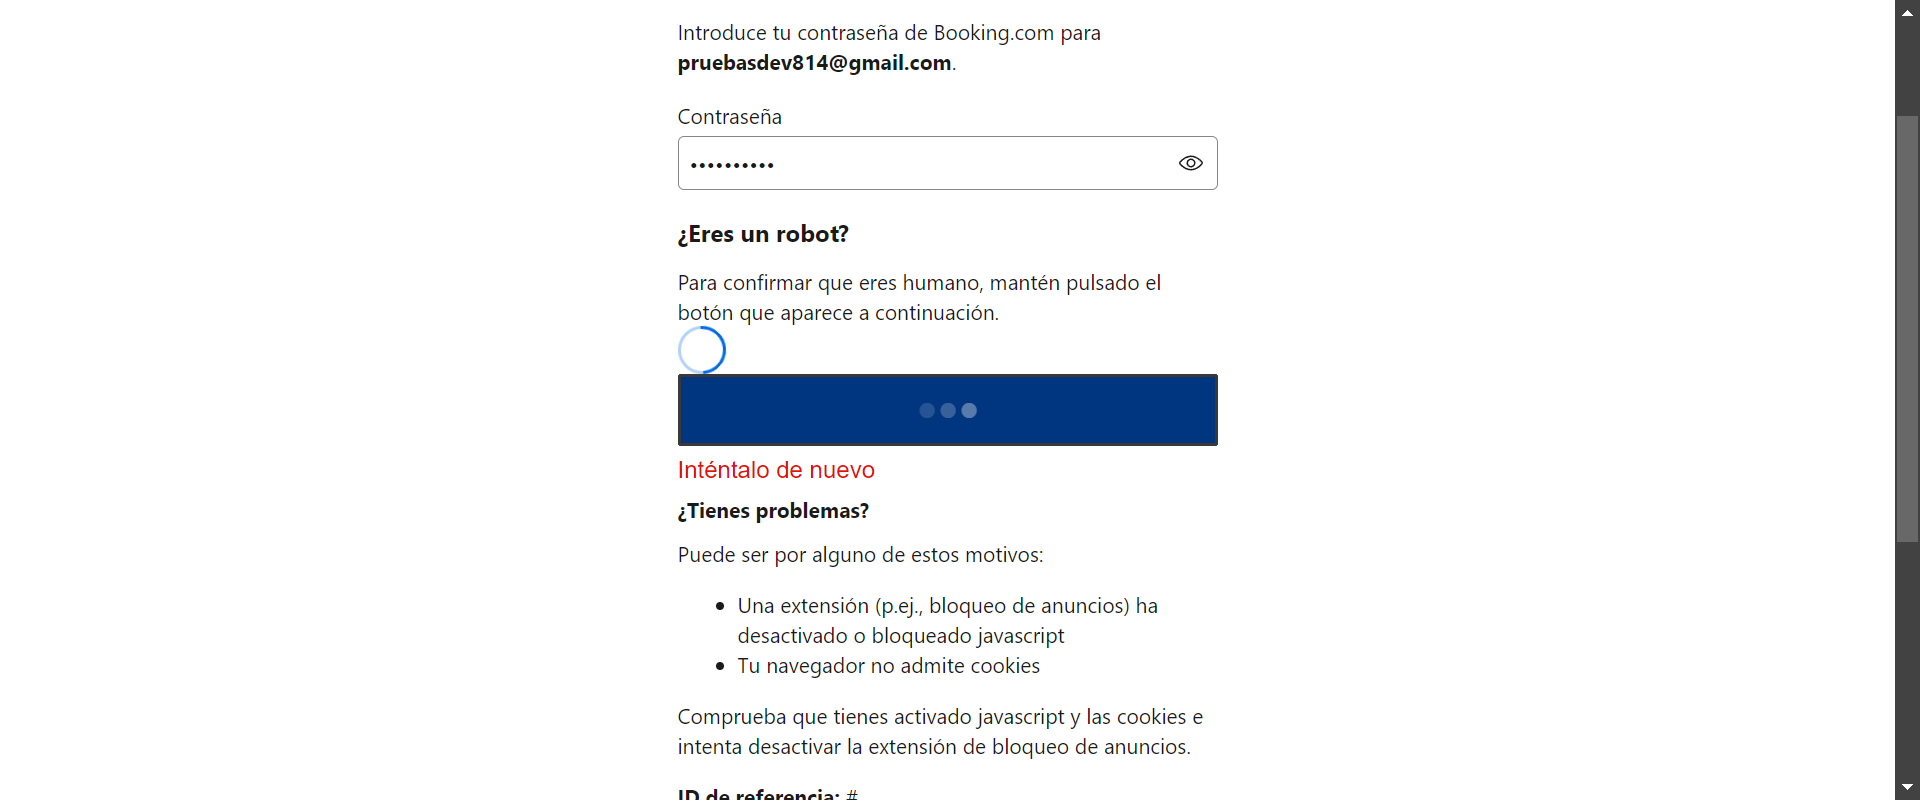 Introduce tu contraseña de Booking.com para
pruebasdev814@gmail.com.
Contraseña
¿Eres un robot?
Para confirmar que eres humano, mantén pulsado el
botón que aparece a continuación.
Inténtalo de nuevo
¿Tienes problemas?
Puede ser por alguno de estos motivos:
Una extensión (p.ej., bloqueo de anuncios) ha
desactivado o bloqueado javascript
Tu navegador no admite cookies
Comprueba que tienes activado javascript y las cookies e
intenta desactivar la extensión de bloqueo de anuncios.
ID de referencia: #